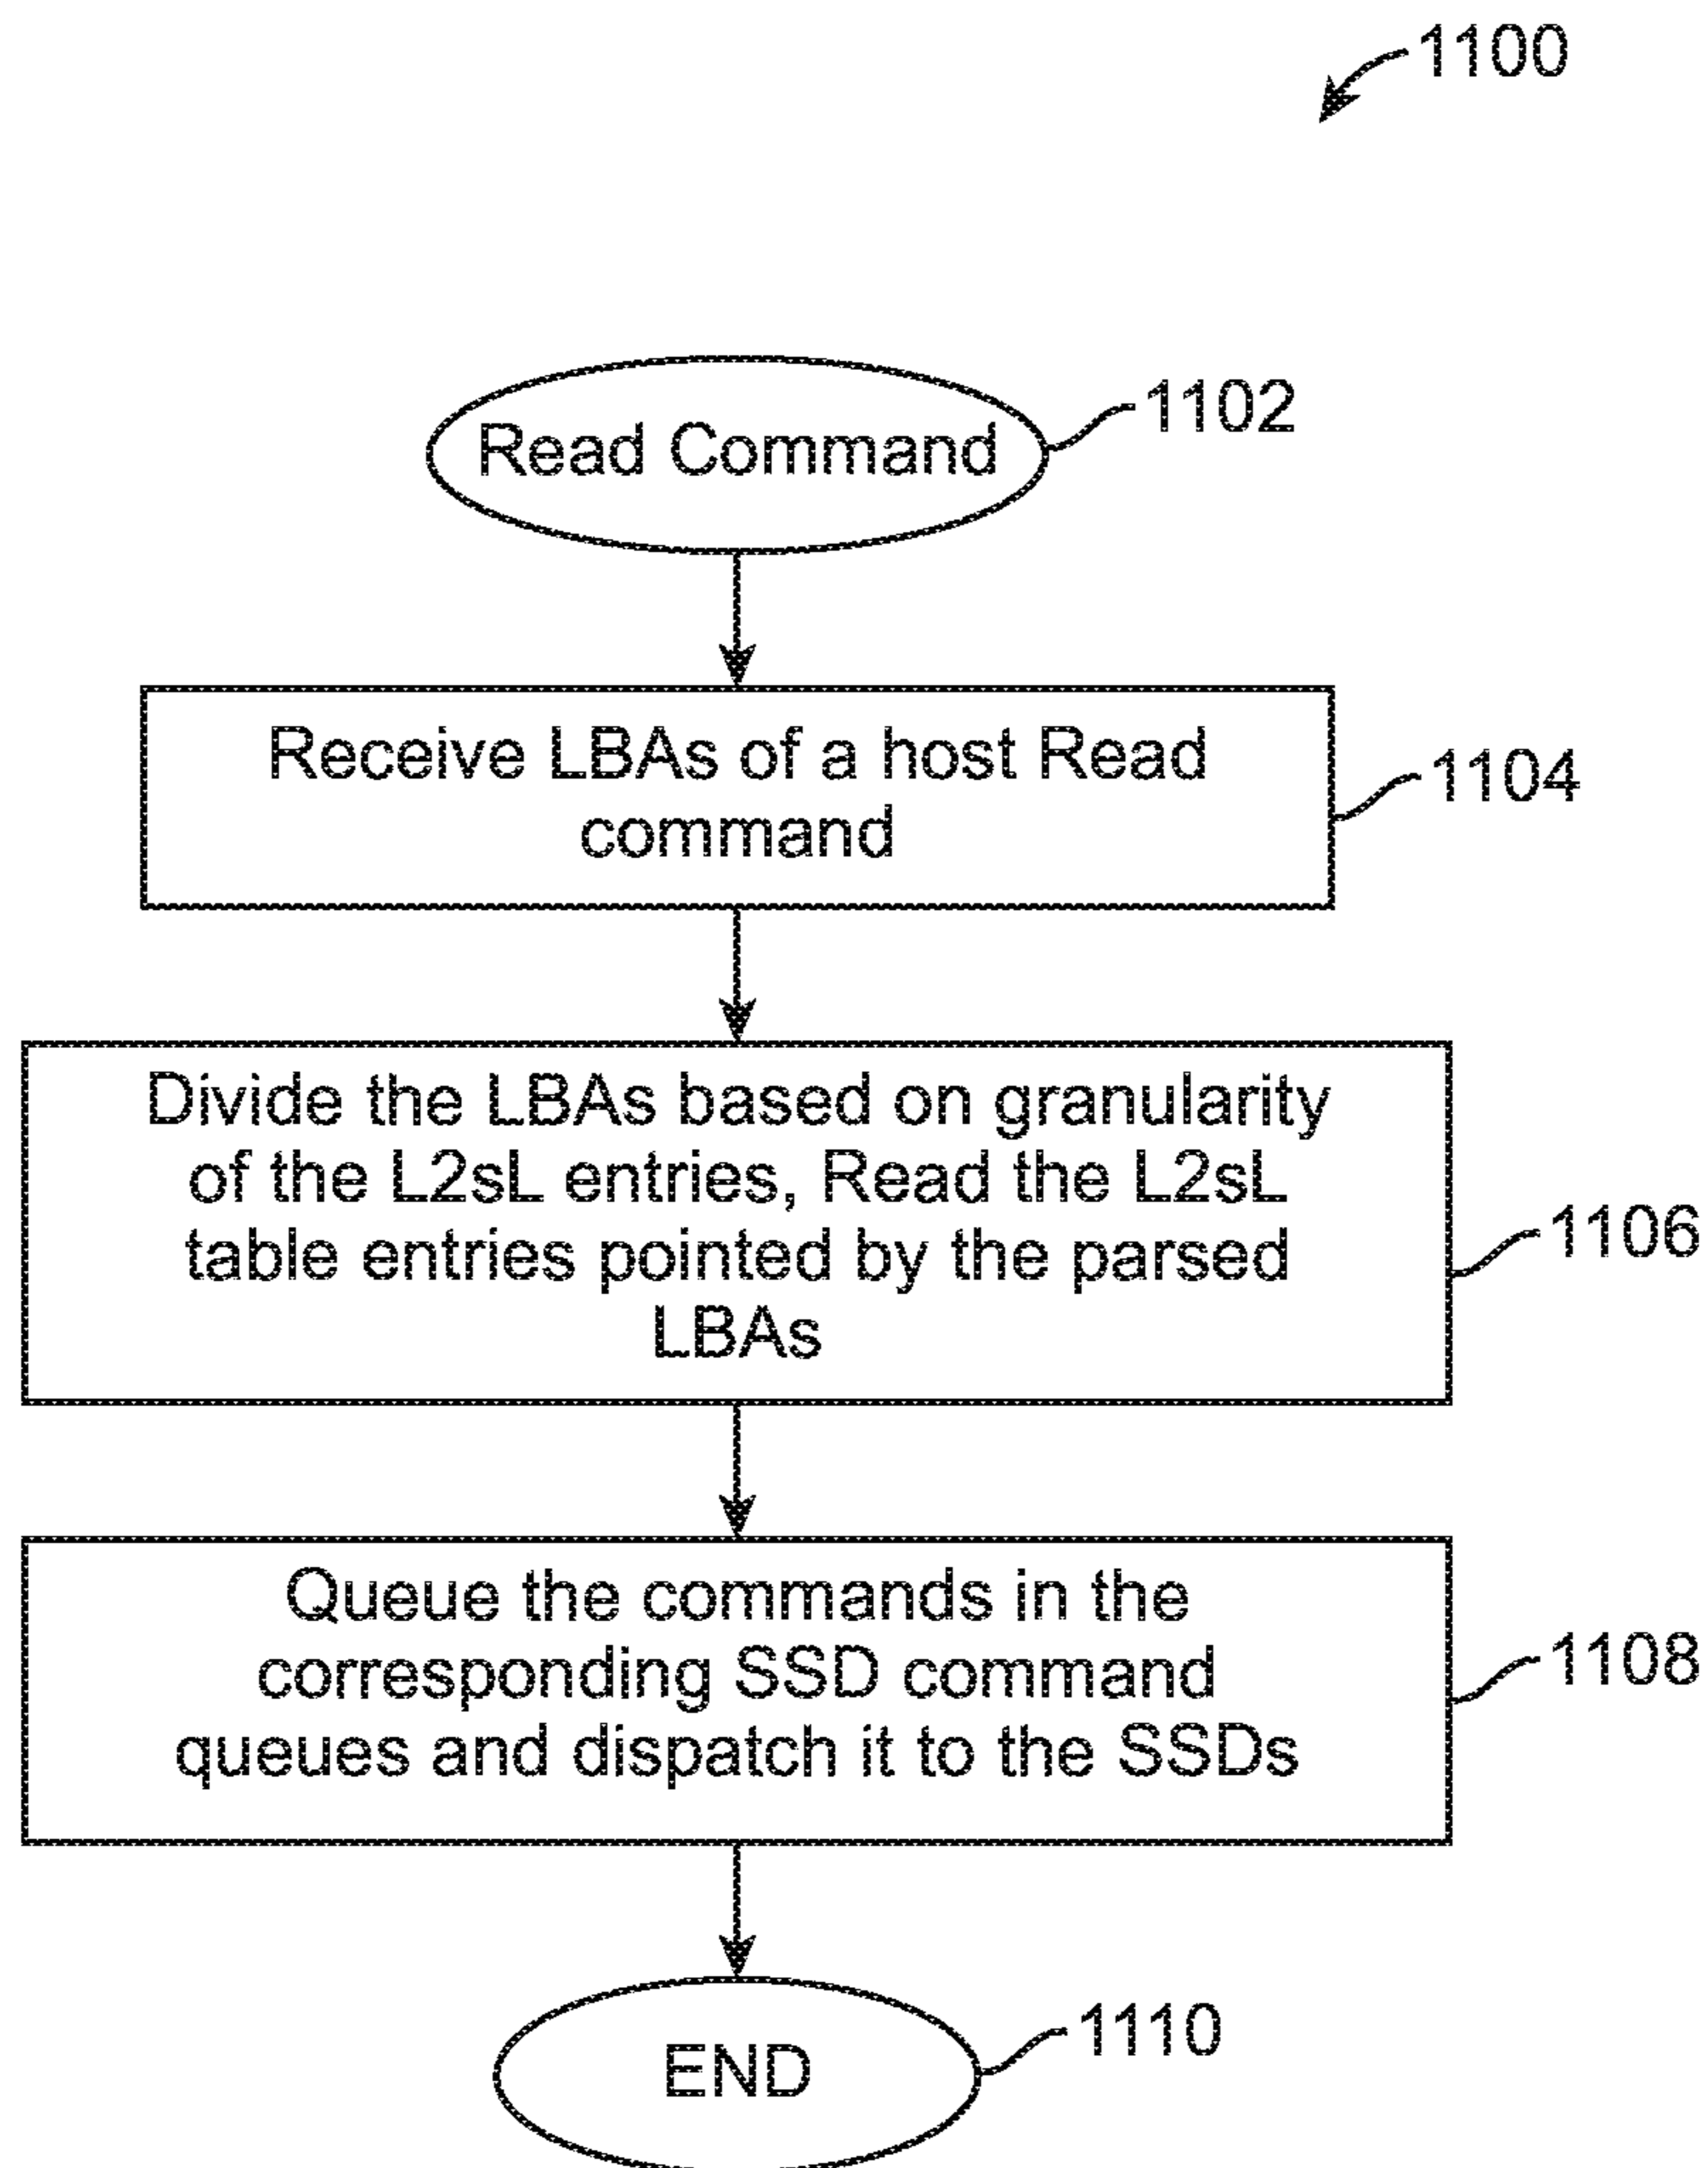 1100
Read Command
1102
Receive LBAs of a host Read
command
1104
Divide the LBAs based on granularity
of the L2sL entries, Read the L2sL
table entries pointed by the parsed
LBAs
1106
Queue the commands in the
corresponding SSD command
queues and dispatch it to the SSDs
1108
END
1110